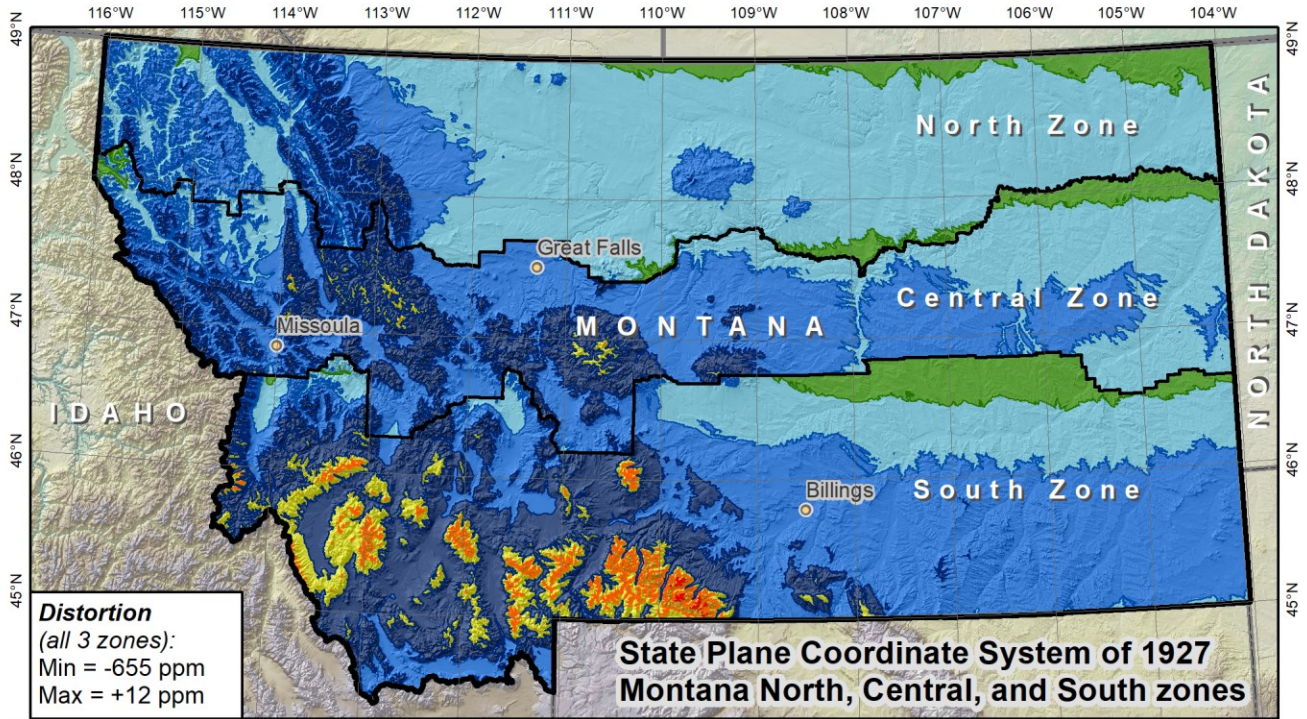 116°W 115°W 114°W 113°W 112°W 111°W 110°W 109°W 108°W 107°W 106°W 105°W 104°W
49°N 49°N
North Zone
48°N 48°N
Great Falls
NORTH DAKOTA
47°N 47°N
Central Zone
MONTANA
Missoula
IDAHO
46°N 46°N
Billings
South Zone
45°N 45°N
Distortion
(all 3 zones):
Min = -655 ppm
Max = +12 ppm
State Plane Coordinate System of 1927
Montana North, Central, and South zones